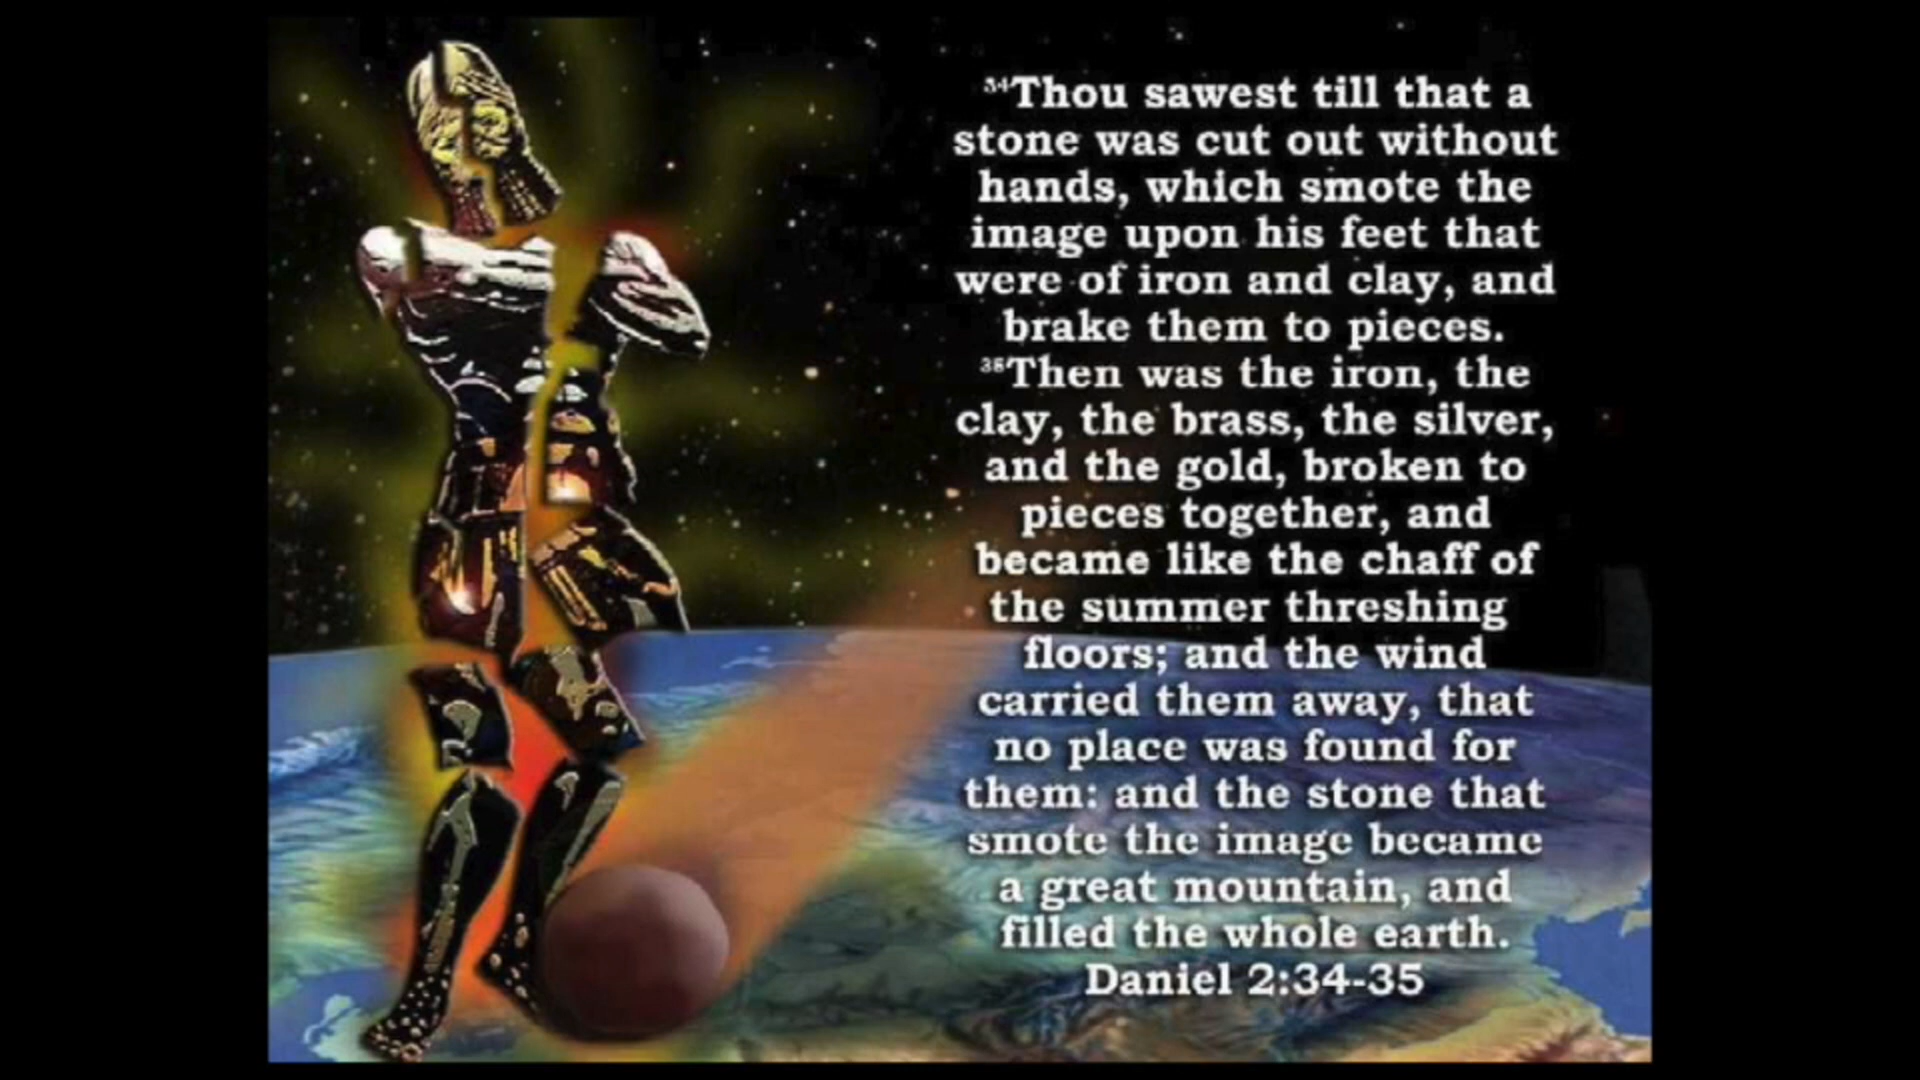 34Thou sawest till that a
stone was cut out without
hands, which smote the
image upon his feet that
were of iron and clay, and
brake them to pieces.
35Then was the iron, the
clay, the brass, the silver,
and the gold, broken to
pieces together, and
became like the chaff of
the summer threshing
floors; and the wind
carried them away, that
no place was found for
them: and the stone that
smote the image became
a great mountain, and
filled the whole earth.
Daniel 2:34-35